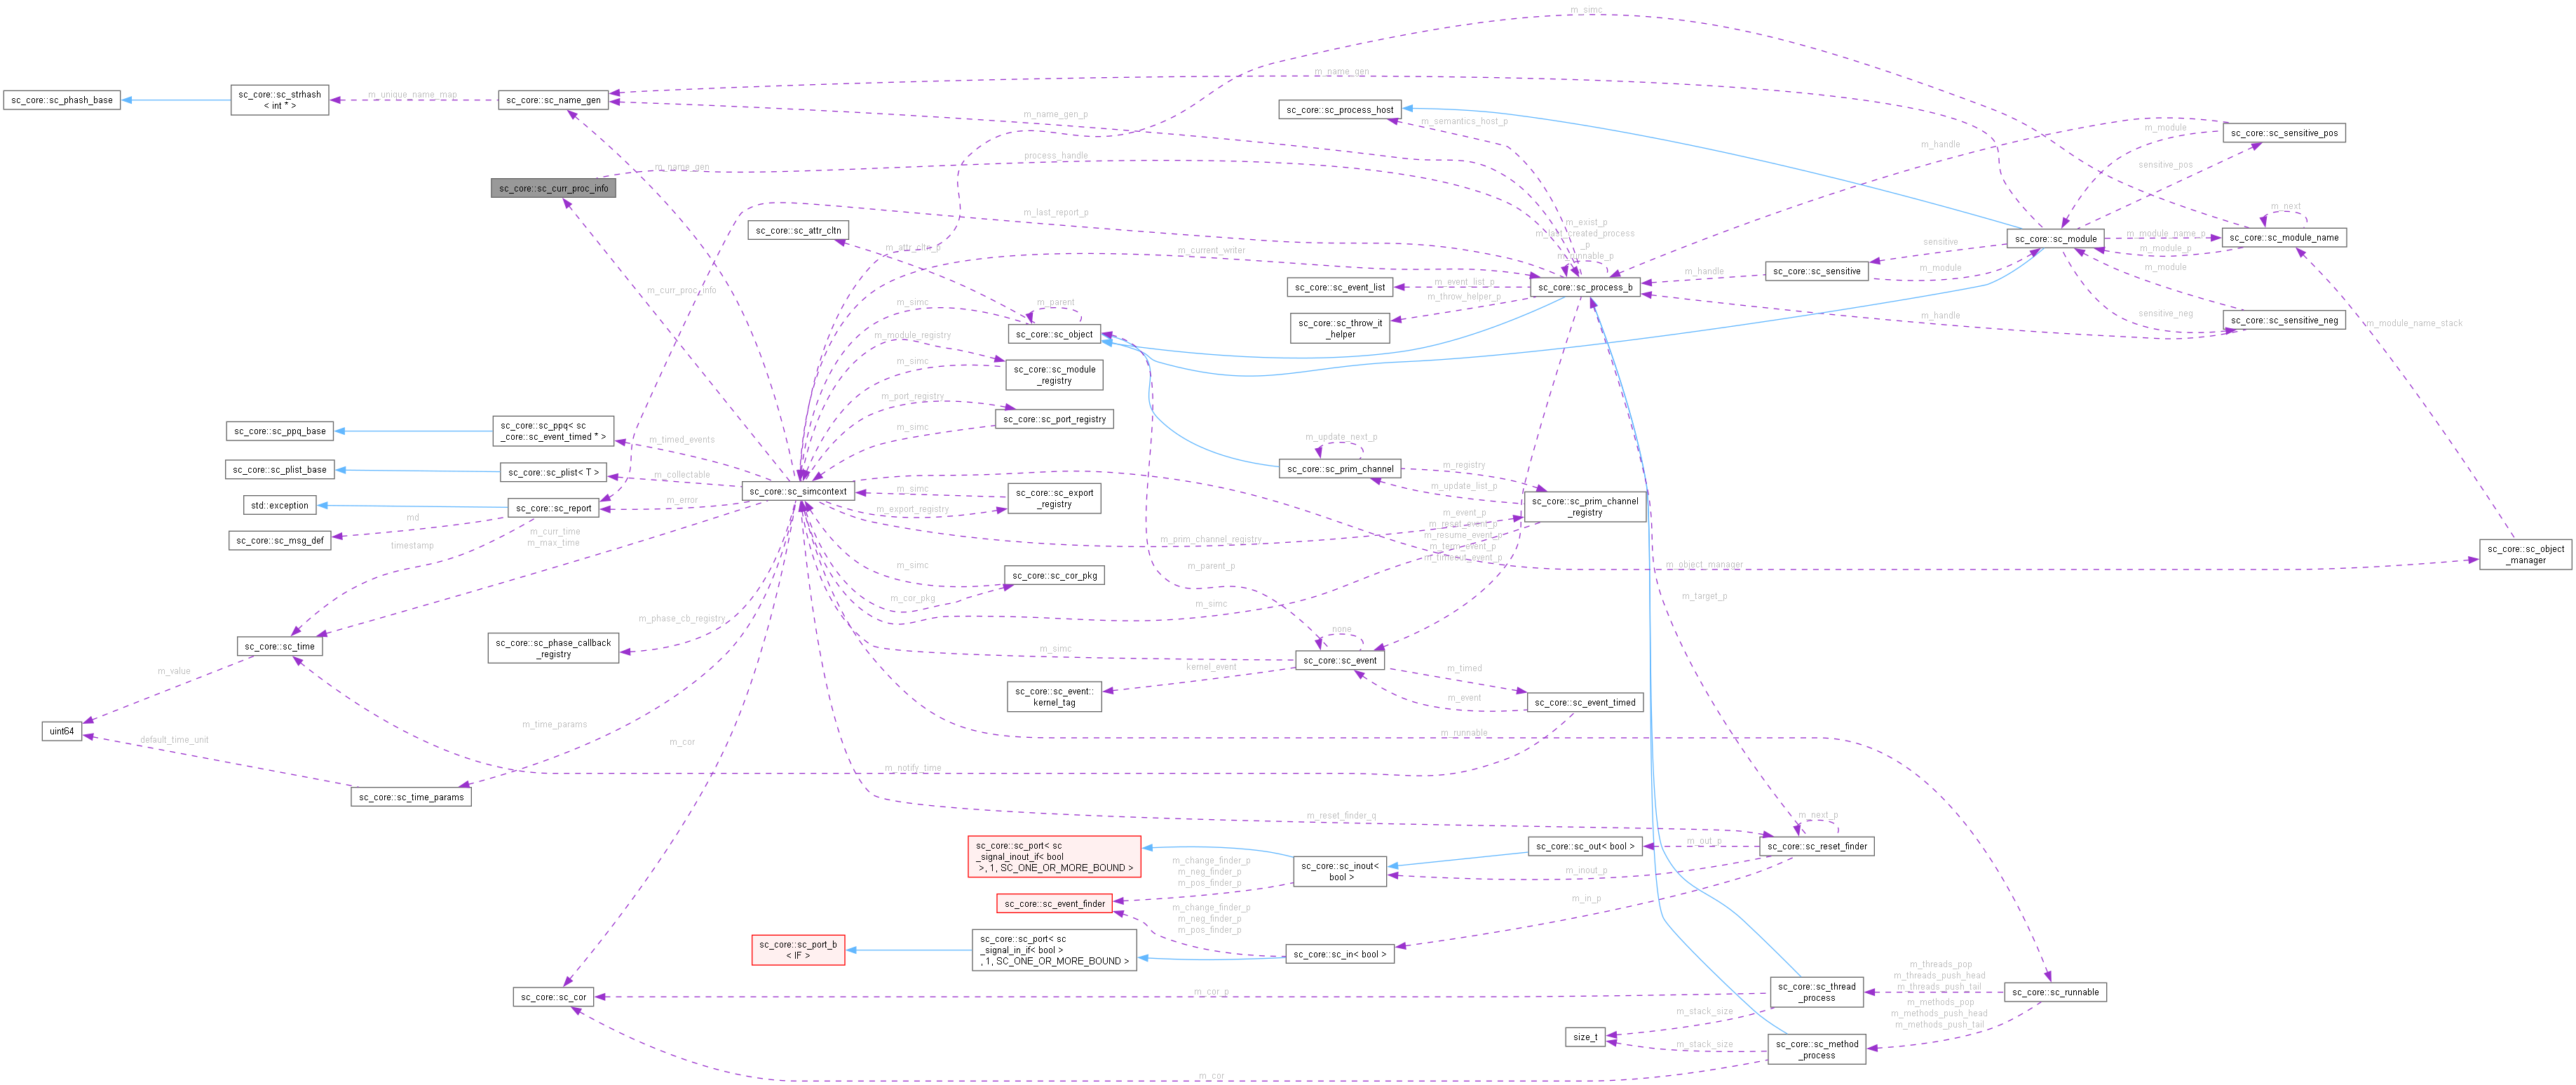 m_simc
m_name_gen
sc_core::sc_phash_base
sc_core::sc_strhash
< int * >
m_unique_name_map
sc_core::sc_name_gen
m_name_gen_p
sc_core::sc_process_host
m_semantics_host_p
m_module
sc_core::sc_sensitive_pos
m_handle
process_handle
m_name_gen
sensitive_pos
sc_core::sc_curr_proc_info
m_last_report_p
m_next
sc_core::sc_attr_cltn
m_exist_p
m_last_created_process
_p
m_runnable_p
sensitive
sc_core::sc_module
m_module_name_p
m_module_p
sc_core::sc_module_name
m_attr_cltn_p
m_current_writer
m_handle
sc_core::sc_sensitive
m_module
m_module
m_curr_proc_info
sc_core::sc_event_list
m_event_list_p
m_throw_helper_p
sc_core::sc_process_b
m_simc
m_parent
sc_core::sc_object
sc_core::sc_throw_it
_helper
m_handle
sensitive_neg
sc_core::sc_sensitive_neg
m_module_name_stack
m_module_registry
m_simc
sc_core::sc_module
_registry
m_port_registry
sc_core::sc_port_registry
m_simc
sc_core::sc_ppq_base
sc_core::sc_ppq< sc
_core::sc_event_timed * >
m_timed_events
m_update_next_p
sc_core::sc_prim_channel
m_registry
m_update_list_p
sc_core::sc_plist_base
sc_core::sc_plist< T >
m_collectable
sc_core::sc_simcontext
m_simc
m_export_registry
sc_core::sc_export
_registry
sc_core::sc_prim_channel
_registry
std::exception
sc_core::sc_report
m_error
md
sc_core::sc_msg_def
timestamp
m_curr_time
m_max_time
m_prim_channel_registry
m_event_p
m_reset_event_p
m_resume_event_p
m_term_event_p
m_timeout_event_p
m_object_manager
sc_core::sc_object
_manager
m_simc
m_cor_pkg
sc_core::sc_cor_pkg
m_parent_p
m_simc
m_target_p
m_phase_cb_registry
sc_core::sc_phase_callback
_registry
sc_core::sc_time
none
m_simc
sc_core::sc_event
kernel_event
m_timed
m_event
m_value
sc_core::sc_event::
kernel_tag
sc_core::sc_event_timed
uint64
default_time_unit
m_time_params
m_cor
m_runnable
m_notify_time
sc_core::sc_time_params
m_reset_finder_q
m_next_p
sc_core::sc_port< sc
_signal_inout_if< bool
>, 1, SC_ONE_OR_MORE_BOUND >
m_change_finder_p
m_neg_finder_p
m_pos_finder_p
sc_core::sc_inout<
bool >
sc_core::sc_out< bool >
m_out_p
m_inout_p
sc_core::sc_reset_finder
m_in_p
sc_core::sc_event_finder
m_change_finder_p
m_neg_finder_p
m_pos_finder_p
sc_core::sc_port_b
< IF >
sc_core::sc_port< sc
_signal_in_if< bool >
, 1, SC_ONE_OR_MORE_BOUND >
sc_core::sc_in< bool >
sc_core::sc_cor
m_cor_p
sc_core::sc_thread
_process
m_threads_pop
m_threads_push_head
m_threads_push_tail
sc_core::sc_runnable
m_stack_size
size_t
m_stack_size
m_methods_pop
m_methods_push_head
m_methods_push_tail
sc_core::sc_method
_process
m_cor